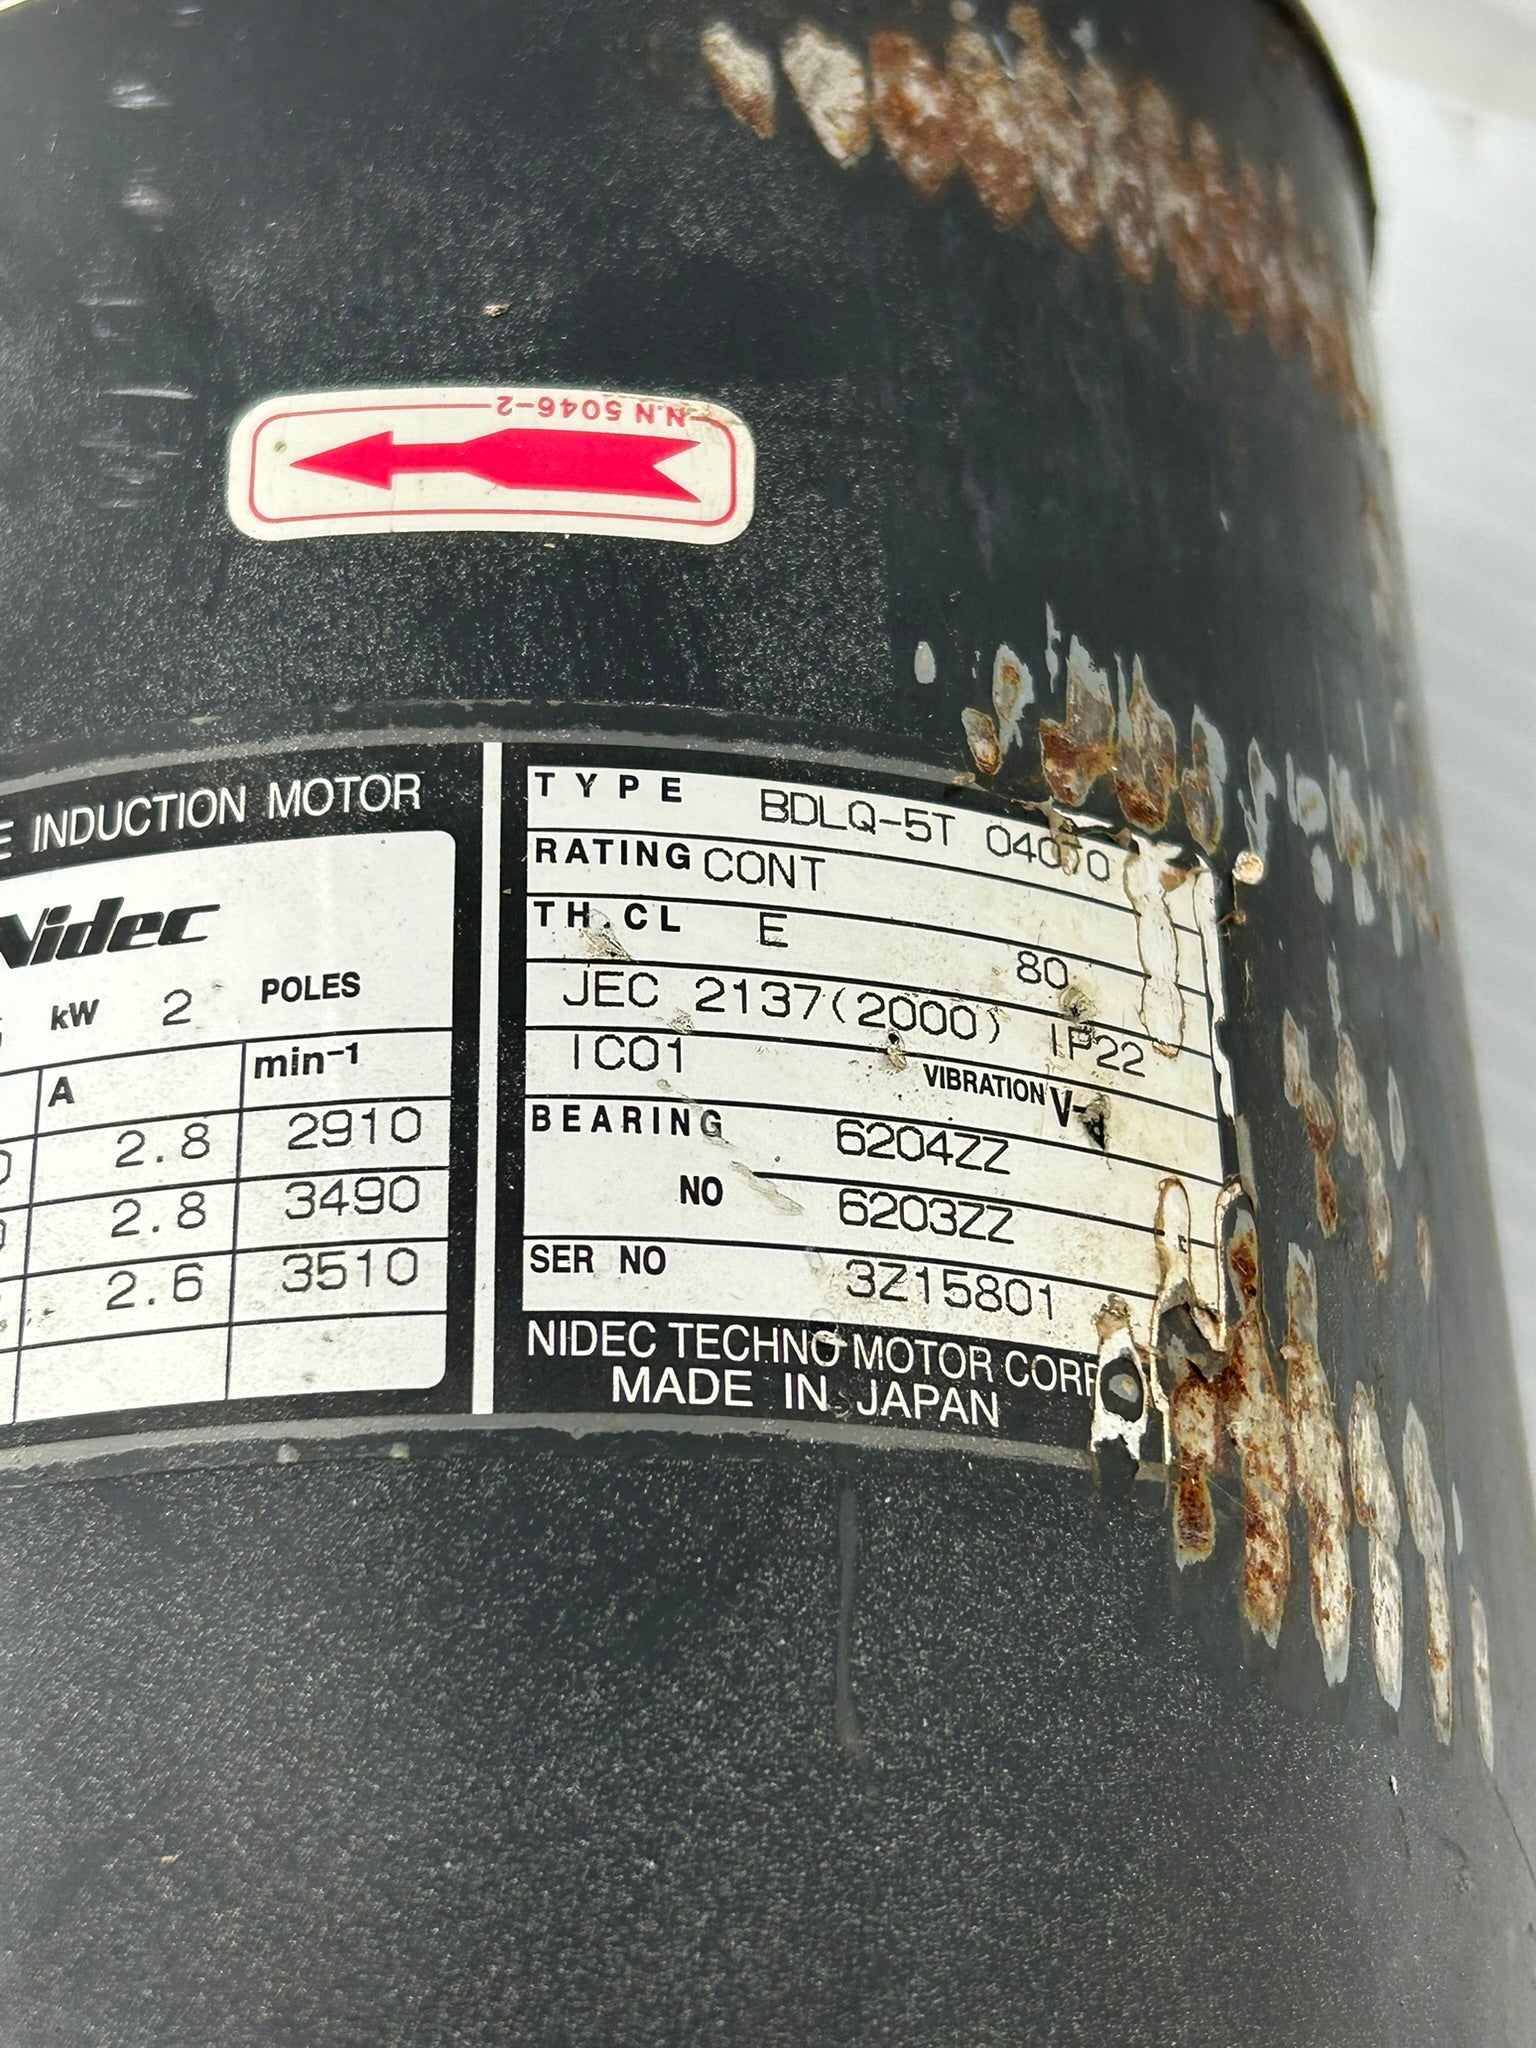 N.N 5046-2
INDUCTION MOTOR
Nidec
kW 2 POLES
A min⁻¹
2.8 2910
2.8 3490
2.6 3510
TYPE BDLQ-5T
RATING CONT
TH.CL E 80
JEC 2137(2000) IP22
IC01 VIBRATION
BEARING 6204ZZ
NO 6203ZZ
SER NO 3Z15801
NIDEC TECHNO MOTOR CORP
MADE IN JAPAN